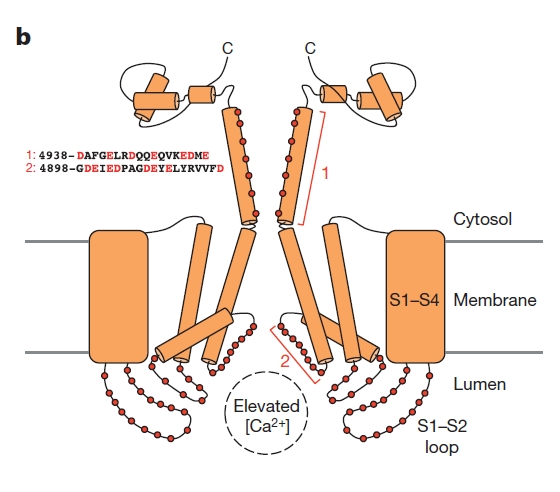 b
C C
1: 4938-DAFGELRDQQEQVKEDME
2: 4898-GDEIEDPAGDEYELYRVVFD
1
Cytosol
S1–S4 Membrane
2
Lumen
Elevated
[Ca2+]
S1–S2
loop